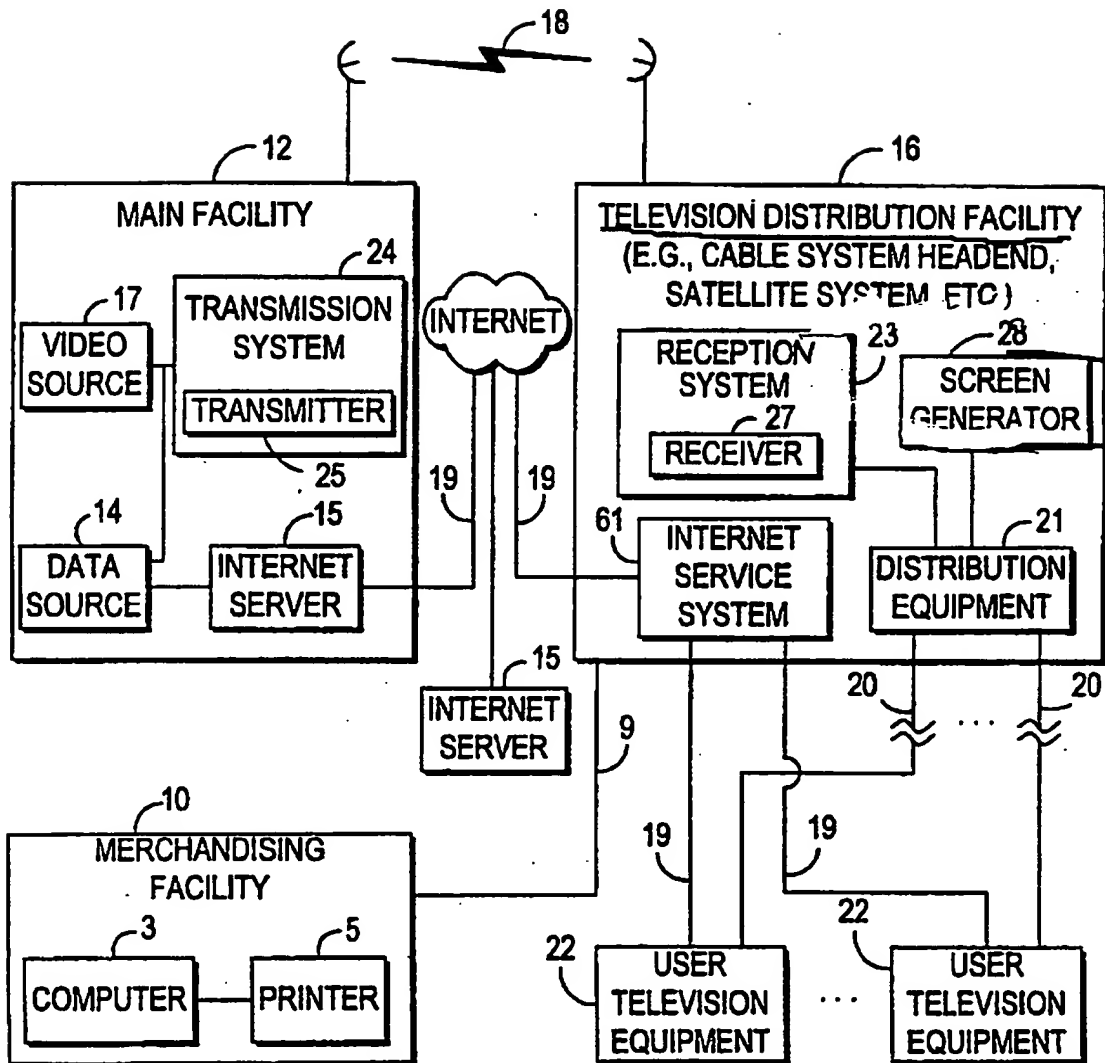 18
12
16
MAIN FACILITY
24
17
TRANSMISSION
SYSTEM
VIDEO
SOURCE
TRANSMITTER
25
14
15
DATA
SOURCE
INTERNET
SERVER
INTERNET
19
19
15
INTERNET
SERVER
TELEVISION DISTRIBUTION FACILITY
(E.G., CABLE SYSTEM HEADEND,
SATELLITE SYSTEM, ETC.)
23
28
RECEPTION
SYSTEM
27
RECEIVER
SCREEN
GENERATOR
61
INTERNET
SERVICE
SYSTEM
21
DISTRIBUTION
EQUIPMENT
20
...
20
9
10
MERCHANDISING
FACILITY
3
5
COMPUTER
PRINTER
19
19
22
USER
TELEVISION
EQUIPMENT
...
22
USER
TELEVISION
EQUIPMENT